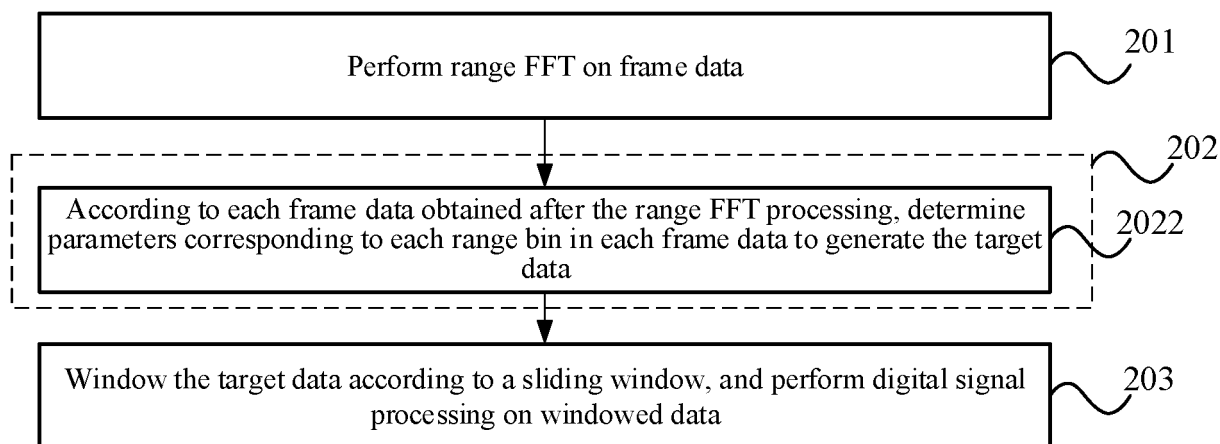 201
Perform range FFT on frame data
202
According to each frame data obtained after the range FFT processing, determine
parameters corresponding to each range bin in each frame data to generate the target
data
2022
Window the target data according to a sliding window, and perform digital signal
processing on windowed data
203